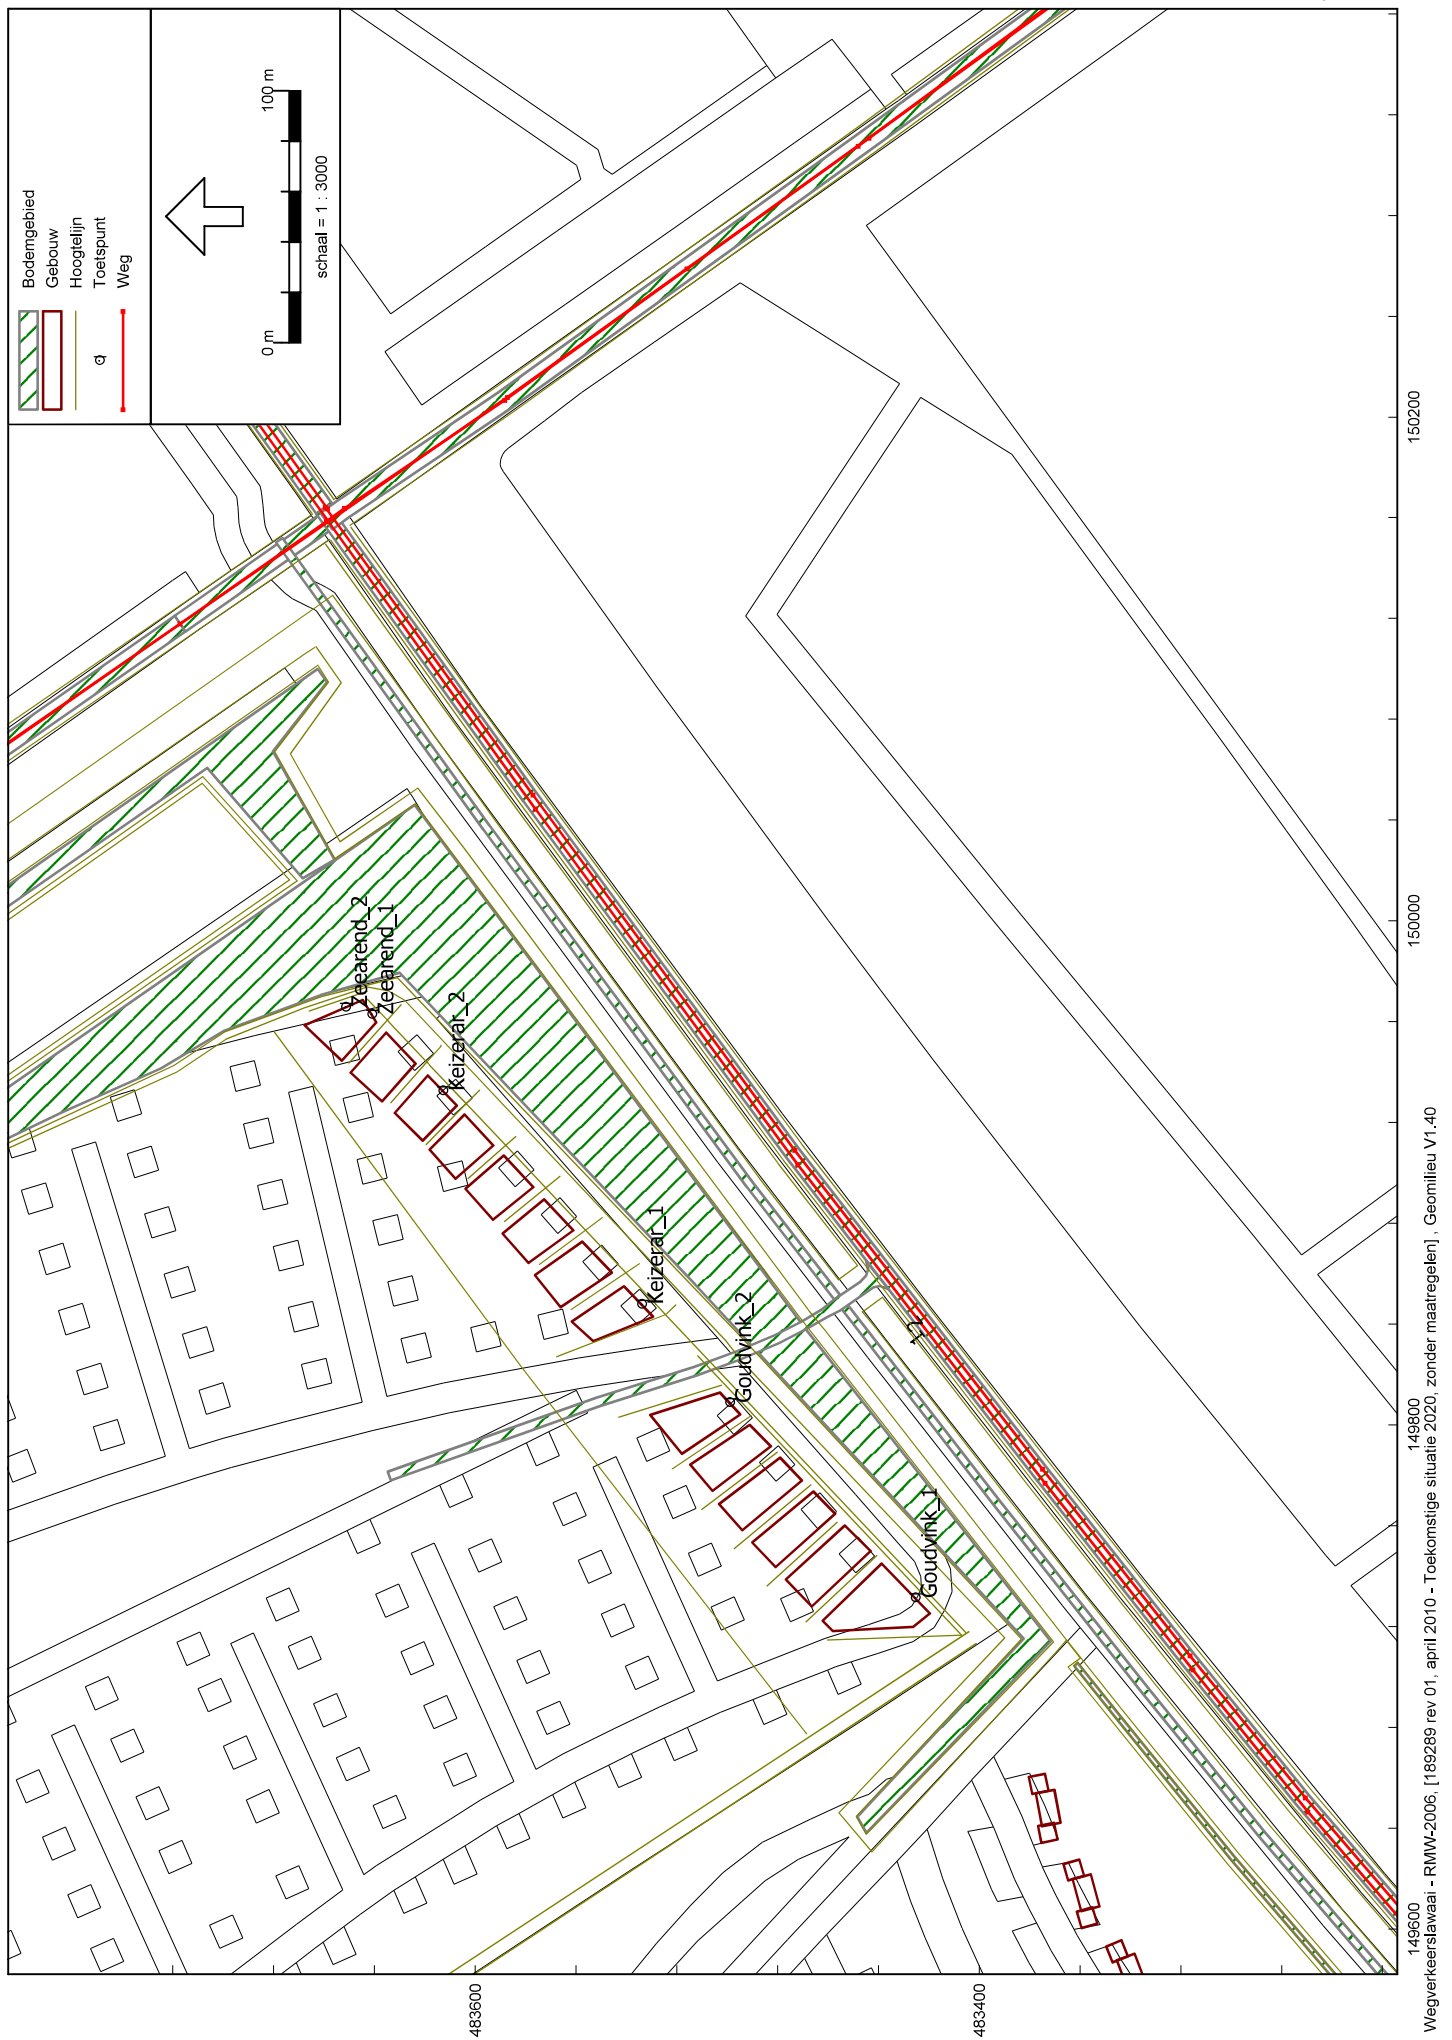 Bodemgebied
Gebouw
Hoogtelijn
Toetspunt
Weg
0 m
100 m
schaal = 1 : 3000
Zeearend_2
Zeearend_1
Keizerar_2
Keizerar_1
Goudvink_2
Goudvink_1
483600
483400
149600
149800
150000
150200
Wegverkeerslawaai - RMW-2006, [189289 rev 01, april 2010 - Toekomstige situatie 2020, zonder maatregelen] , Geomilieu V1.40